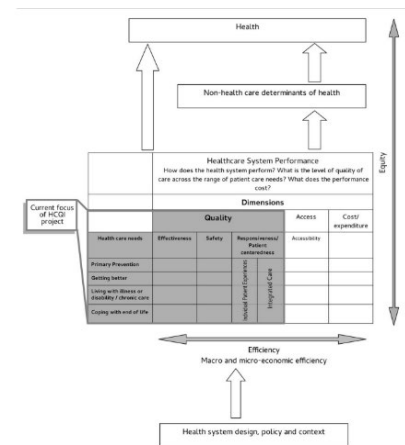 Health
Non-health care determinants of health
Equity
Healthcare System Performance
How does the health system perform? What is the level of quality of
care across the range of patient care needs? What does the performance
cost?
Dimensions
Current focus
of HCQI
project
Quality
Access
Cost/
expenditure
Health care needs
Effectiveness
Safety
Responsiveness/
Patient
centeredness
Accessibility
Primary Prevention
Getting better
Living with illness or
disability / chronic care
Coping with end of life
Individual Patient Experiences
Integrated Care
Efficiency
Macro and micro-economic efficiency
Health system design, policy and context